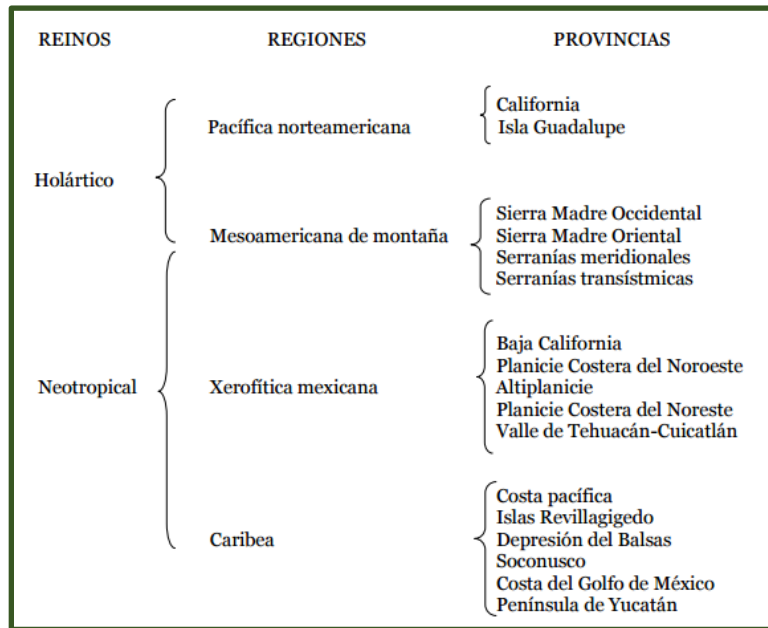 REINOS REGIONES PROVINCIAS
California
Pacífica norteamericana
Isla Guadalupe
Holártico
Sierra Madre Occidental
Mesoamericana de montaña
Sierra Madre Oriental
Serranías meridionales
Serranías transístmicas
Baja California
Planicie Costera del Noroeste
Neotropical
Xerofítica mexicana
Altiplanicie
Planicie Costera del Noreste
Valle de Tehuacán-Cuicatlán
Costa pacífica
Islas Revillagigedo
Caribea
Depresión del Balsas
Soconusco
Costa del Golfo de México
Península de Yucatán